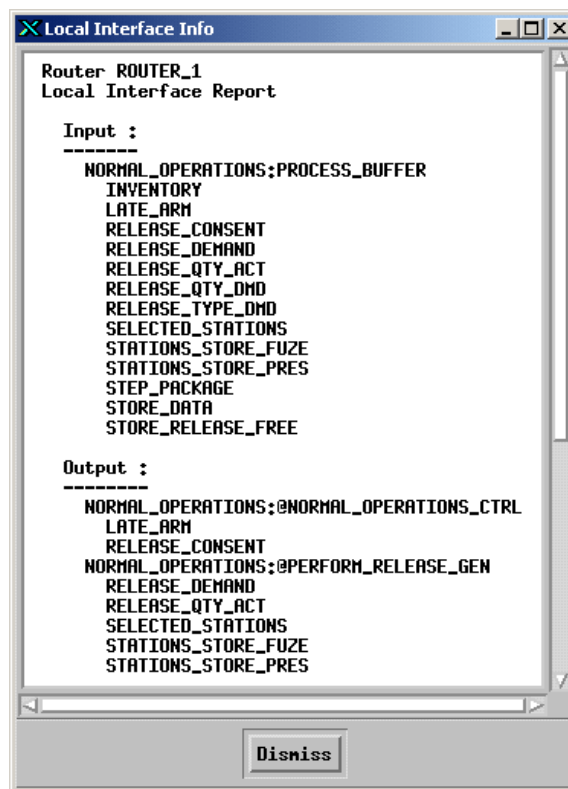 Local Interface Info
Router ROUTER_1
Local Interface Report
Input :
-------
NORMAL_OPERATIONS:PROCESS_BUFFER
INVENTORY
LATE_ARM
RELEASE_CONSENT
RELEASE_DEMAND
RELEASE_QTY_ACT
RELEASE_QTY_DMD
RELEASE_TYPE_DMD
SELECTED_STATIONS
STATIONS_STORE_FUZE
STATIONS_STORE_PRES
STEP_PACKAGE
STORE_DATA
STORE_RELEASE_FREE
Output :
--------
NORMAL_OPERATIONS:@NORMAL_OPERATIONS_CTRL
LATE_ARM
RELEASE_CONSENT
NORMAL_OPERATIONS:@PERFORM_RELEASE_GEN
RELEASE_DEMAND
RELEASE_QTY_ACT
SELECTED_STATIONS
STATIONS_STORE_FUZE
STATIONS_STORE_PRES
Dismiss